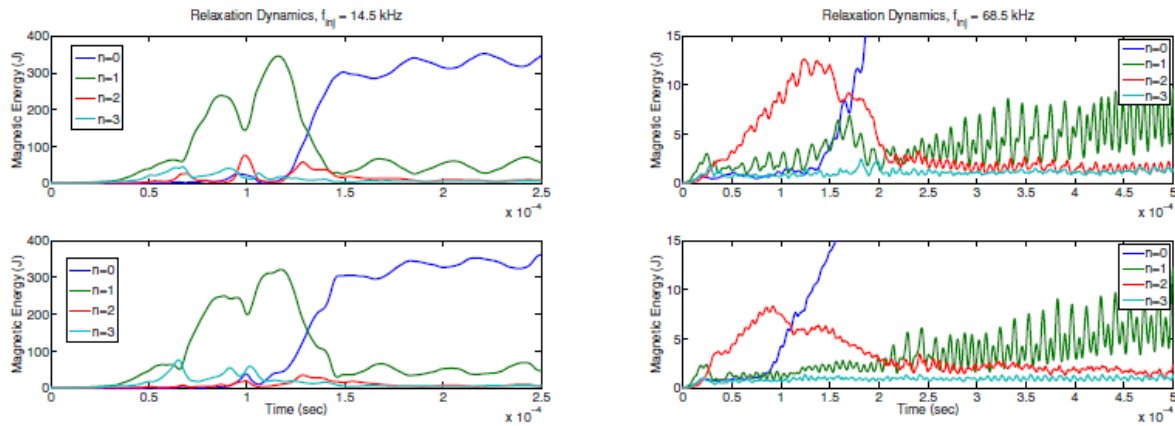 Relaxation Dynamics, f_inj = 14.5 kHz
Magnetic Energy (J)
400
300
200
100
0
n=0
n=1
n=2
n=3
0 0.5 1 1.5 2 2.5
x 10^-4
Relaxation Dynamics, f_inj = 68.5 kHz
Magnetic Energy (J)
15
10
5
0
n=0
n=1
n=2
n=3
0 0.5 1 1.5 2 2.5 3 3.5 4 4.5 5
x 10^-4
Magnetic Energy (J)
400
300
200
100
0
n=0
n=1
n=2
n=3
0 0.5 1 1.5 2 2.5
Time (sec)
x 10^-4
Magnetic Energy (J)
15
10
5
0
n=0
n=1
n=2
n=3
0 0.5 1 1.5 2 2.5 3 3.5 4 4.5 5
Time (sec)
x 10^-4